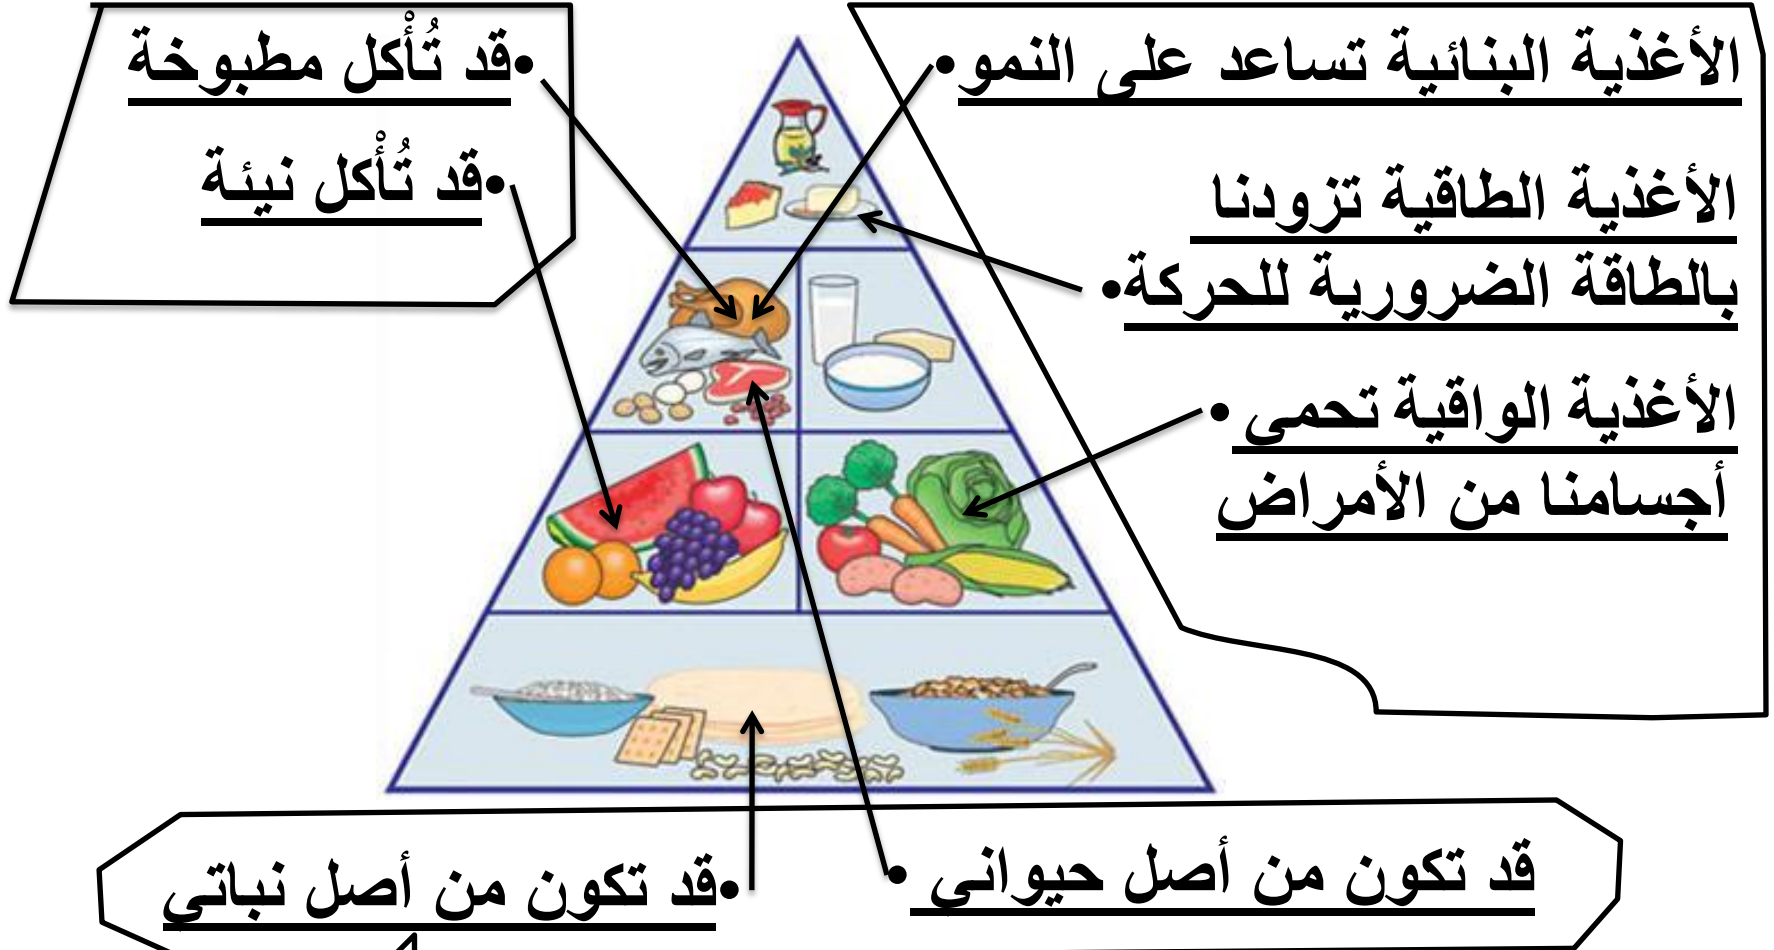 الأغذية البنائية تساعد على النمو•
الأغذية الطاقية تزودنا
بالطاقة الضرورية للحركة•
الأغذية الواقية تحمي •
أجسامنا من الأمراض
•قد تُأْكل مطبوخة
•قد تُأْكل نيئة
قد تكون من أصل حيواني •
•قد تكون من أصل نباتي